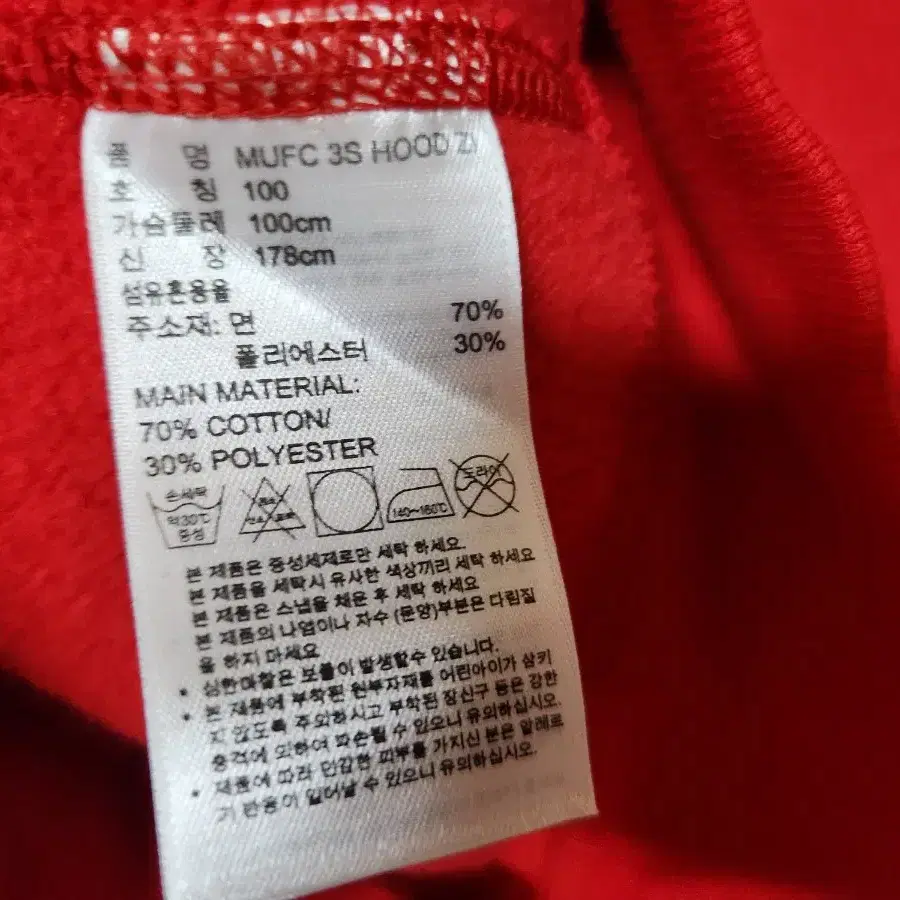 품 명 MUFC 3S HOOD Z
호 칭 100
가슴둘레 100cm
신 장 178cm
섬유혼용율
주소재: 면 70%
폴리에스터 30%
MAIN MATERIAL:
70% COTTON/
30% POLYESTER
손세탁
약30℃
중성
140~160℃
드라이
본 제품은 중성세제로만 세탁 하세요.
본 제품을 세탁시 유사한 색상끼리 세탁 하세요
본 제품은 스냅을 채운 후 세탁 하세요
본 제품의 나염이나 자수 (문양)부분은 다림질
을 하지 마세요
• 심한마찰은 보풀이 발생할수 있습니다.
• 본 제품에 부착된 원부자재를 어린아이가 삼키
지 않도록 주의하시고 부착된 장신구 등은 강한
충격에 의하여 파손될 수 있으니 유의하십시오.
• 제품에 따라 민감한 피부를 가지신 분은 알레르
기 반응이 일어날 수 있으니 유의하십시오.